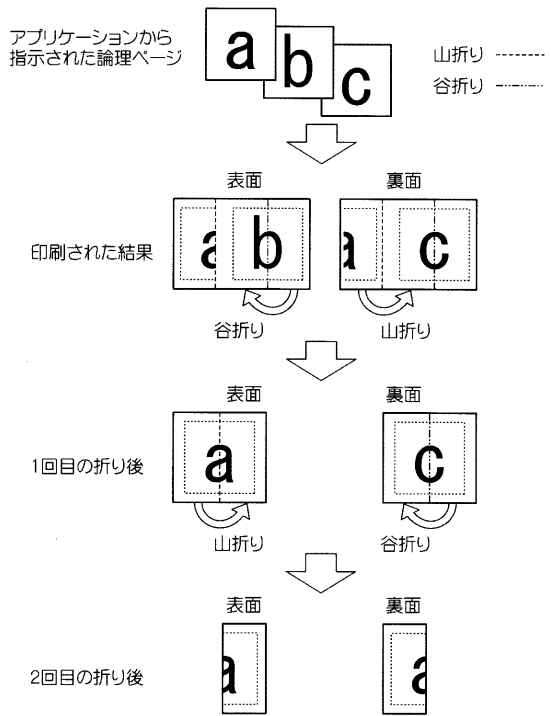 アプリケーションから
指示された論理ページ
a
b
c
山折り
谷折り
表面
裏面
印刷された結果
a
b
a
c
谷折り
山折り
表面
裏面
1回目の折り後
a
c
山折り
谷折り
表面
裏面
2回目の折り後
a
a